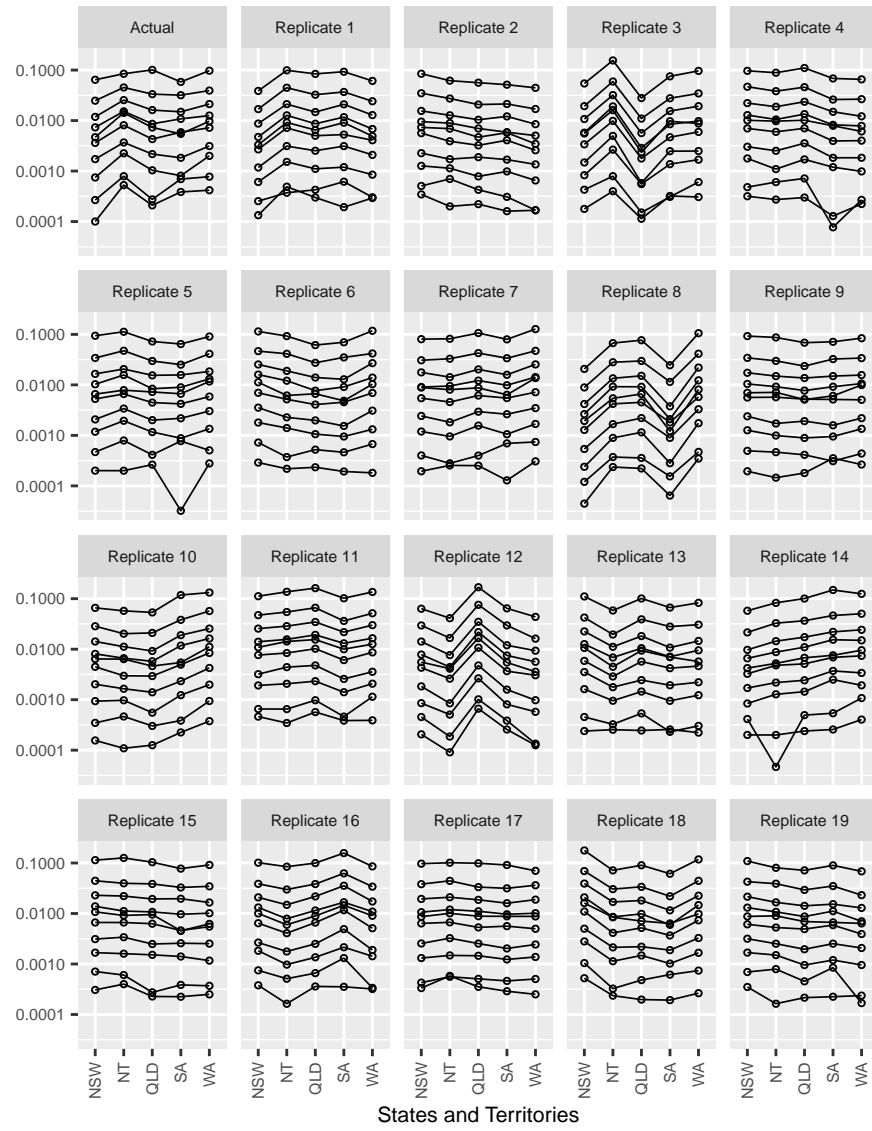 Actual Replicate 1 Replicate 2 Replicate 3 Replicate 4
0.1000
0.0100
0.0010
0.0001
Replicate 5 Replicate 6 Replicate 7 Replicate 8 Replicate 9
0.1000
0.0100
0.0010
0.0001
Replicate 10 Replicate 11 Replicate 12 Replicate 13 Replicate 14
0.1000
0.0100
0.0010
0.0001
Replicate 15 Replicate 16 Replicate 17 Replicate 18 Replicate 19
0.1000
0.0100
0.0010
0.0001
NSW NT QLD SA WA NSW NT QLD SA WA NSW NT QLD SA WA NSW NT QLD SA WA NSW NT QLD SA WA
States and Territories